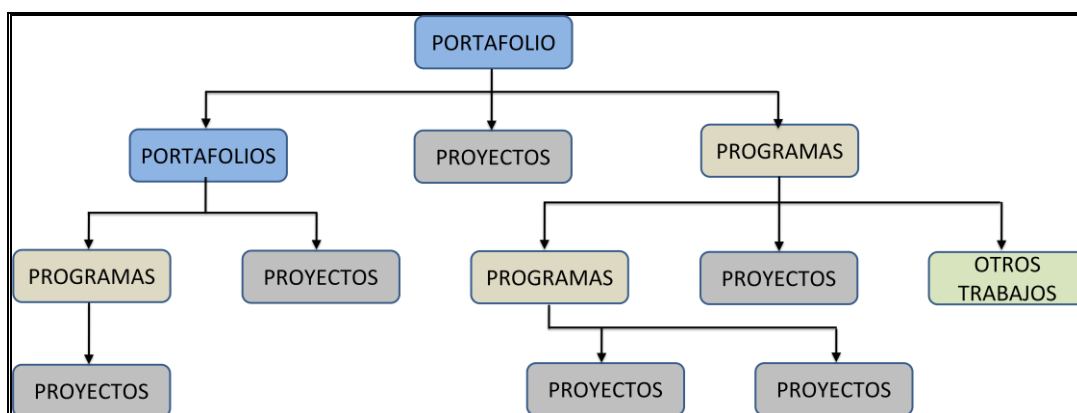 PORTAFOLIO
PORTAFOLIOS
PROYECTOS
PROGRAMAS
PROGRAMAS
PROYECTOS
PROGRAMAS
PROYECTOS
OTROS
TRABAJOS
PROYECTOS
PROYECTOS
PROYECTOS